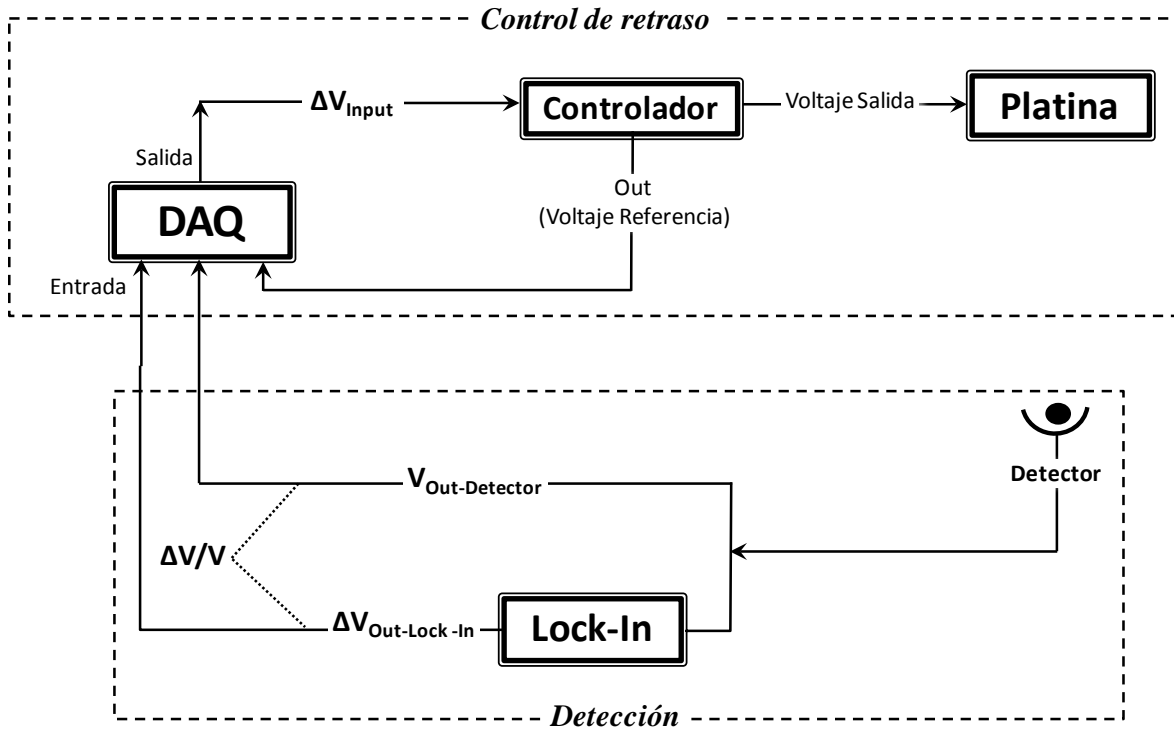 Control de retraso
ΔV_Input
Controlador
Voltaje Salida
Platina
Salida
Out
(Voltaje Referencia)
DAQ
Entrada
V_Out-Detector
Detector
ΔV/V
ΔV_Out-Lock -In
Lock-In
Detección